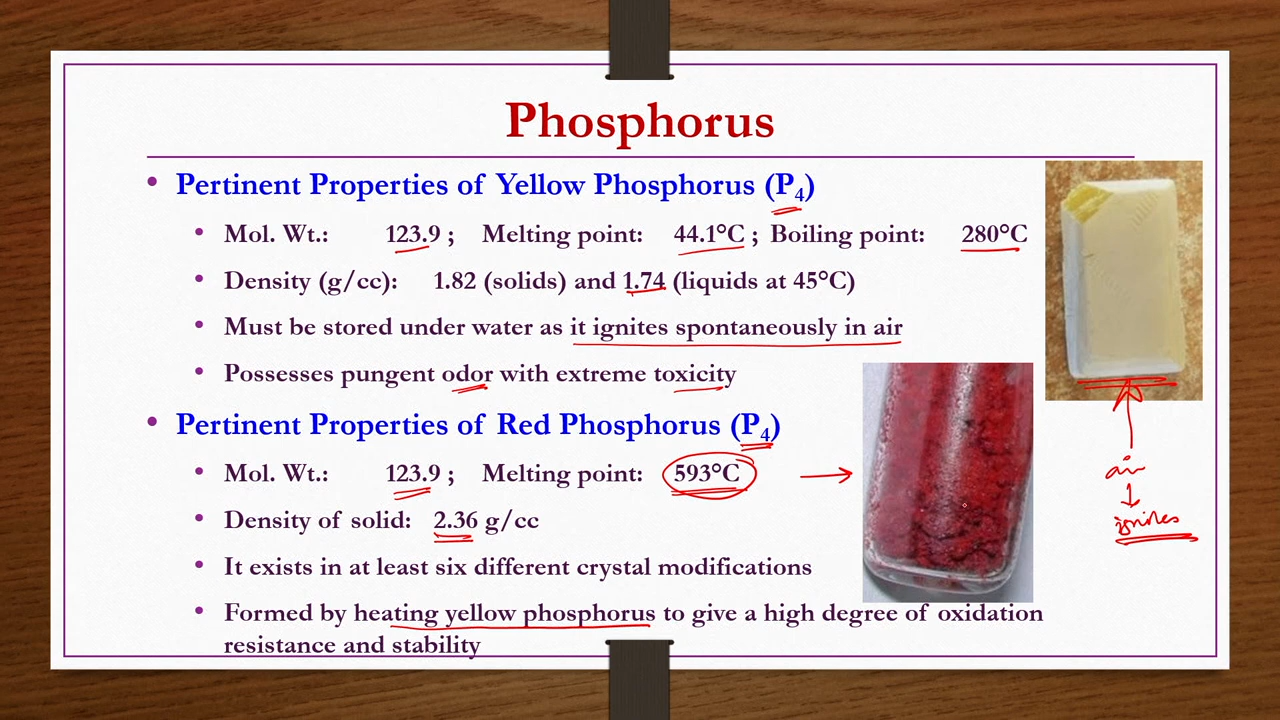 Phosphorus
• Pertinent Properties of Yellow Phosphorus (P4)
• Mol. Wt.: 123.9 ; Melting point: 44.1°C ; Boiling point: 280°C
• Density (g/cc): 1.82 (solids) and 1.74 (liquids at 45°C)
• Must be stored under water as it ignites spontaneously in air
• Possesses pungent odor with extreme toxicity
• Pertinent Properties of Red Phosphorus (P4)
• Mol. Wt.: 123.9 ; Melting point: 593°C
• Density of solid: 2.36 g/cc
• It exists in at least six different crystal modifications
• Formed by heating yellow phosphorus to give a high degree of oxidation
resistance and stability
air
ignites